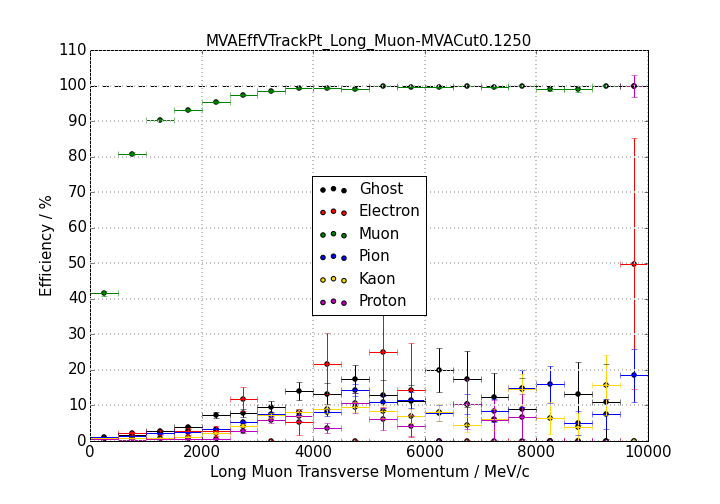 MVAEffVTrackPt_Long_Muon-MVACut0.1250
110
100
90
80
70
60
50
40
30
20
10
0
Efficiency / %
Ghost
Electron
Muon
Pion
Kaon
Proton
0 2000 4000 6000 8000 10000
Long Muon Transverse Momentum / MeV/c